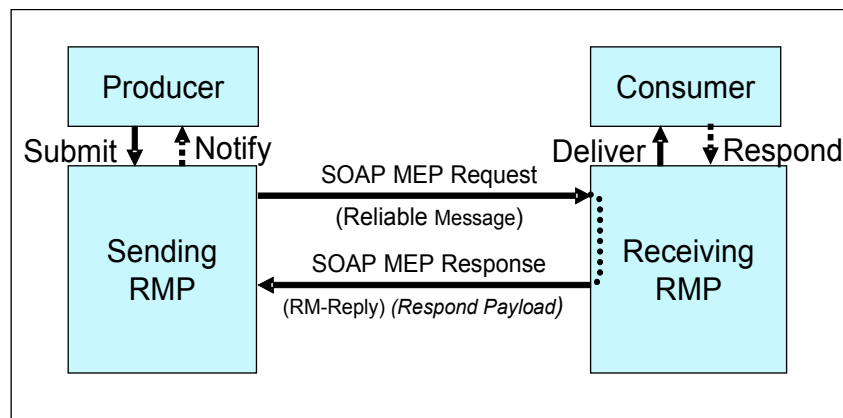 Producer
Consumer
Submit
Notify
Deliver
Respond
SOAP MEP Request
(Reliable Message)
Sending
RMP
SOAP MEP Response
(RM-Reply) (Respond Payload)
Receiving
RMP